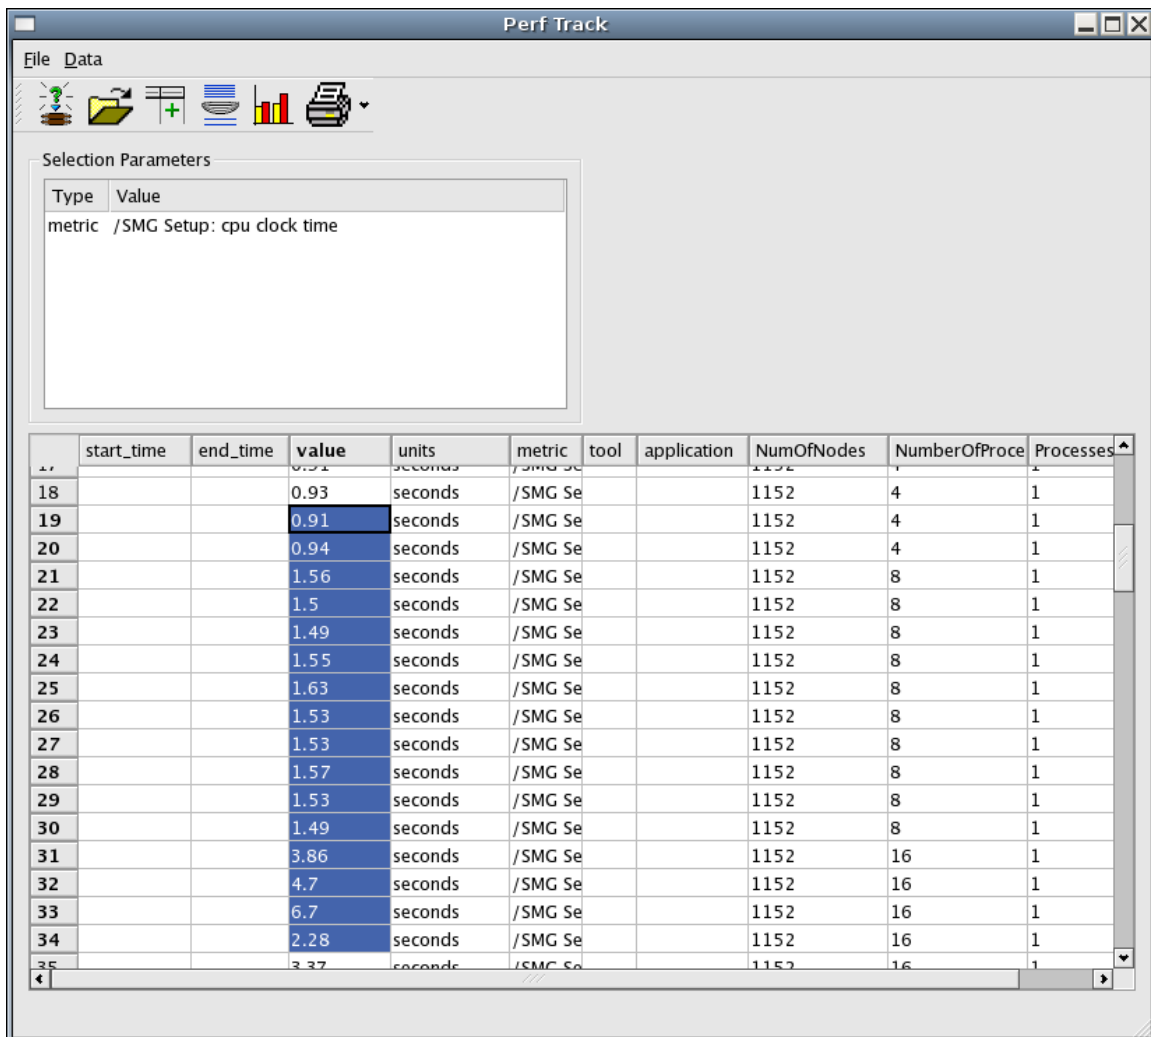 Perf Track
File Data
Selection Parameters
Type Value
metric /SMG Setup: cpu clock time
start_time end_time value units metric tool application NumOfNodes NumberOfProce Processes
18 0.93 seconds /SMG Se 1152 4 1
19 0.91 seconds /SMG Se 1152 4 1
20 0.94 seconds /SMG Se 1152 4 1
21 1.56 seconds /SMG Se 1152 8 1
22 1.5 seconds /SMG Se 1152 8 1
23 1.49 seconds /SMG Se 1152 8 1
24 1.55 seconds /SMG Se 1152 8 1
25 1.63 seconds /SMG Se 1152 8 1
26 1.53 seconds /SMG Se 1152 8 1
27 1.53 seconds /SMG Se 1152 8 1
28 1.57 seconds /SMG Se 1152 8 1
29 1.53 seconds /SMG Se 1152 8 1
30 1.49 seconds /SMG Se 1152 8 1
31 3.86 seconds /SMG Se 1152 16 1
32 4.7 seconds /SMG Se 1152 16 1
33 6.7 seconds /SMG Se 1152 16 1
34 2.28 seconds /SMG Se 1152 16 1
35 3.37 seconds /SMG Se 1152 16 1